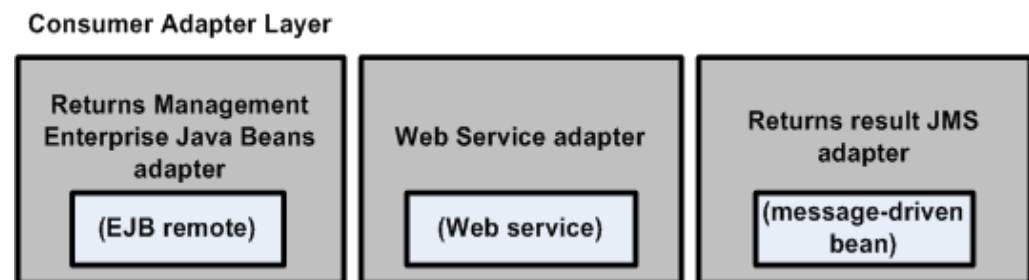 Consumer Adapter Layer
Returns Management
Enterprise Java Beans
adapter
(EJB remote)
Web Service adapter
(Web service)
Returns result JMS
adapter
(message-driven
bean)